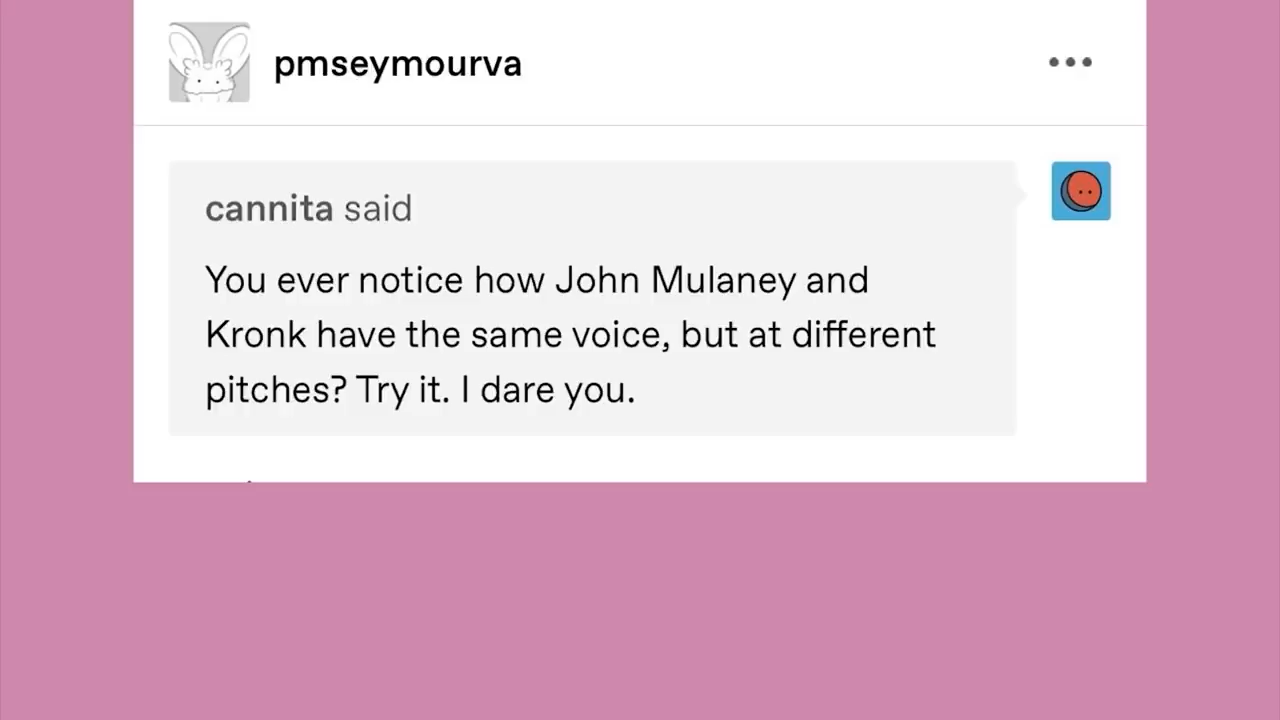 pmseymourva
cannita said
You ever notice how John Mulaney and
Kronk have the same voice, but at different
pitches? Try it. I dare you.